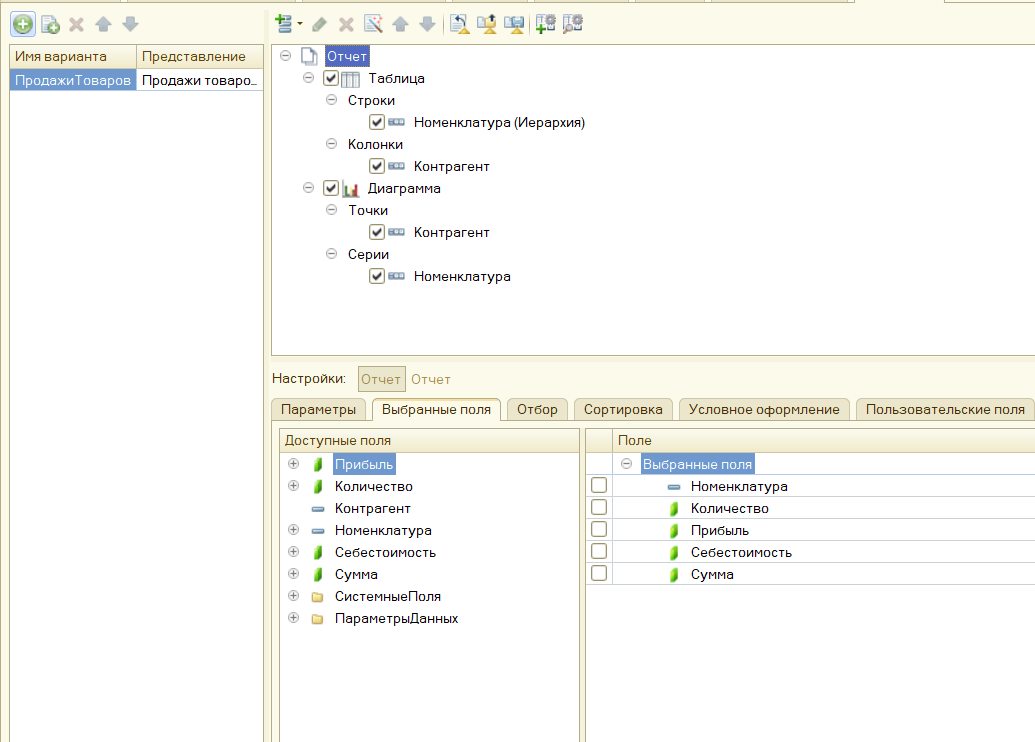 Имя варианта Представление
ПродажиТоваров Продажи товаро...
Отчет
Таблица
Строки
Номенклатура (Иерархия)
Колонки
Контрагент
Диаграмма
Точки
Контрагент
Серии
Номенклатура
Настройки: Отчет Отчет
Параметры Выбранные поля Отбор Сортировка Условное оформление Пользовательские поля
Доступные поля
Прибыль
Количество
Контрагент
Номенклатура
Себестоимость
Сумма
СистемныеПоля
ПараметрыДанных
Поле
Выбранные поля
Номенклатура
Количество
Прибыль
Себестоимость
Сумма